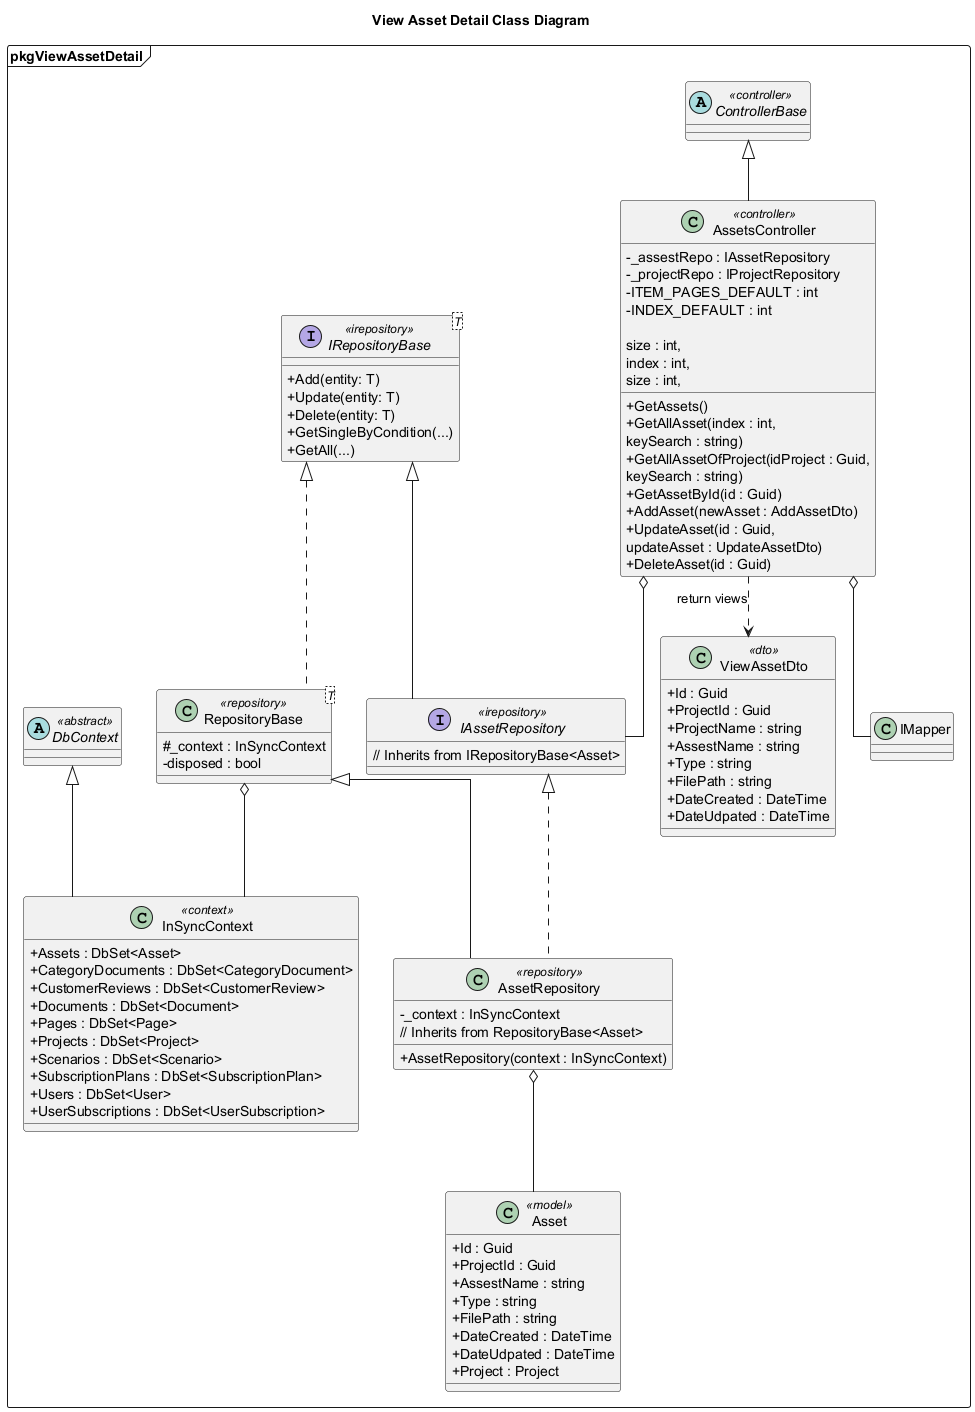 View Asset Detail Class Diagram
pkgViewAssetDetail
A
«controller»
ControllerBase
C
«controller»
AssetsController
-_assestRepo : IAssetRepository
-_projectRepo : IProjectRepository
-ITEM_PAGES_DEFAULT : int
-INDEX_DEFAULT : int
size : int,
index : int,
size : int,
+GetAssets()
+GetAllAsset(index : int,
keySearch : string)
+GetAllAssetOfProject(idProject : Guid,
keySearch : string)
+GetAssetById(id : Guid)
+AddAsset(newAsset : AddAssetDto)
+UpdateAsset(id : Guid,
updateAsset : UpdateAssetDto)
+DeleteAsset(id : Guid)
I
«irepository»
IRepositoryBase
T
+Add(entity: T)
+Update(entity: T)
+Delete(entity: T)
+GetSingleByCondition(...)
+GetAll(...)
return views
A
«abstract»
DbContext
C
«repository»
RepositoryBase
T
#_context : InSyncContext
-disposed : bool
I
«irepository»
IAssetRepository
// Inherits from IRepositoryBase<Asset>
C
«dto»
ViewAssetDto
+Id : Guid
+ProjectId : Guid
+ProjectName : string
+AssestName : string
+Type : string
+FilePath : string
+DateCreated : DateTime
+DateUdpated : DateTime
C
IMapper
C
«context»
InSyncContext
+Assets : DbSet<Asset>
+CategoryDocuments : DbSet<CategoryDocument>
+CustomerReviews : DbSet<CustomerReview>
+Documents : DbSet<Document>
+Pages : DbSet<Page>
+Projects : DbSet<Project>
+Scenarios : DbSet<Scenario>
+SubscriptionPlans : DbSet<SubscriptionPlan>
+Users : DbSet<User>
+UserSubscriptions : DbSet<UserSubscription>
C
«repository»
AssetRepository
-_context : InSyncContext
// Inherits from RepositoryBase<Asset>
+AssetRepository(context : InSyncContext)
C
«model»
Asset
+Id : Guid
+ProjectId : Guid
+AssestName : string
+Type : string
+FilePath : string
+DateCreated : DateTime
+DateUdpated : DateTime
+Project : Project